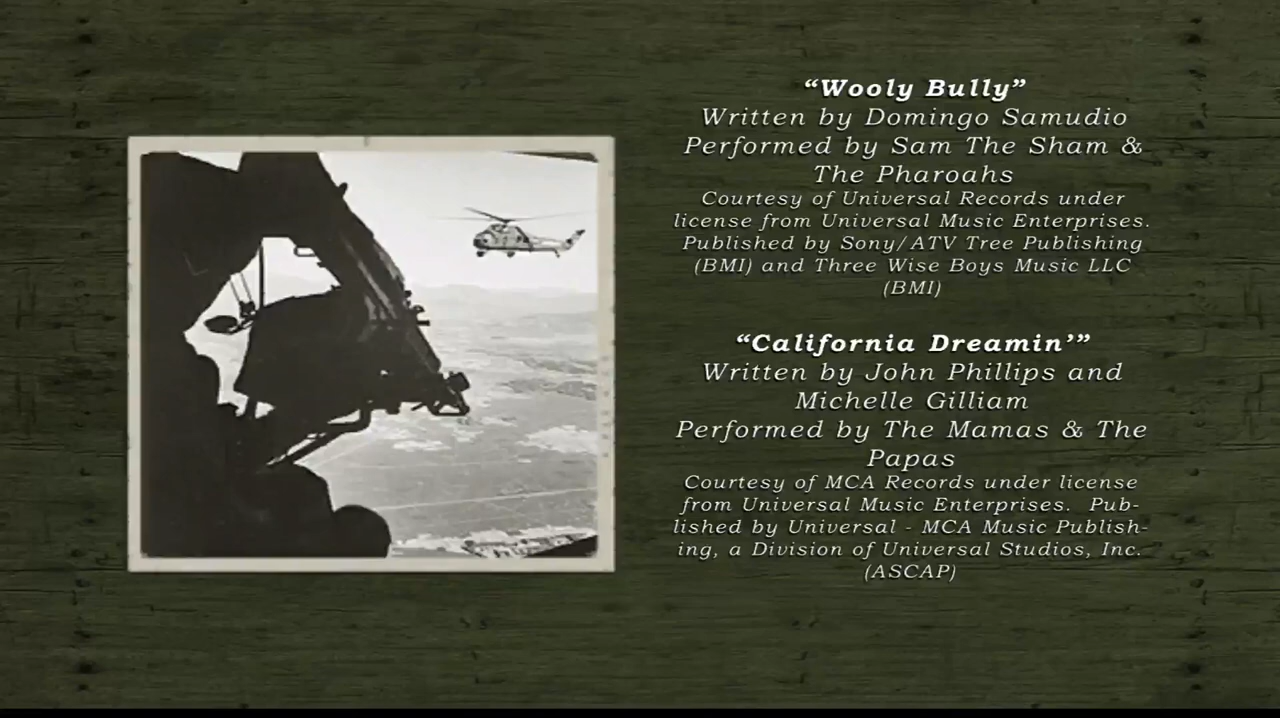 “Wooly Bully”
Written by Domingo Samudio
Performed by Sam The Sham &
The Pharoahs
Courtesy of Universal Records under
license from Universal Music Enterprises.
Published by Sony/ATV Tree Publishing
(BMI) and Three Wise Boys Music LLC
(BMI)
“California Dreamin’”
Written by John Phillips and
Michelle Gilliam
Performed by The Mamas & The
Papas
Courtesy of MCA Records under license
from Universal Music Enterprises.  Pub-
lished by Universal - MCA Music Publish-
ing, a Division of Universal Studios, Inc.
(ASCAP)